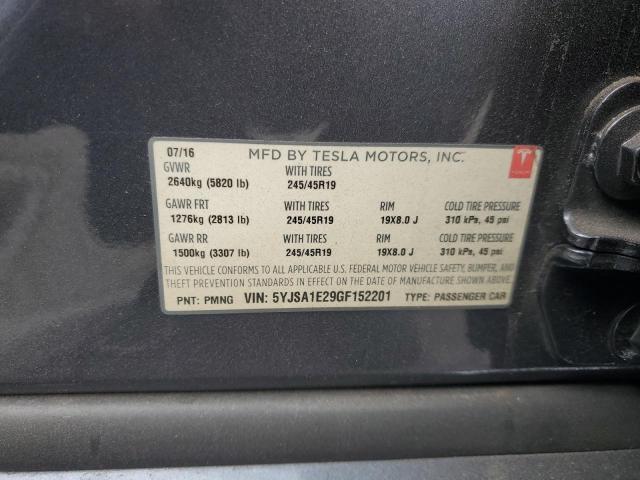 07/16 MFD BY TESLA MOTORS, INC.
GVWR WITH TIRES
2640kg (5820 lb) 245/45R19
GAWR FRT WITH TIRES RIM COLD TIRE PRESSURE
1276kg (2813 lb) 245/45R19 19X8.0 J 310 kPs, 45 psi
GAWR RR WITH TIRES RIM COLD TIRE PRESSURE
1500kg (3307 lb) 245/45R19 19X8.0 J 310 kPs, 45 psi
THIS VEHICLE CONFORMS TO ALL APPLICABLE U.S. FEDERAL MOTOR VEHICLE SAFETY, BUMPER, AND
THEFT PREVENTION STANDARDS IN EFFECT ON THE DATE OF MANUFACTURE SHOWN ABOVE.
PNT: PMNG VIN: 5YJSA1E29GF152201 TYPE: PASSENGER CAR